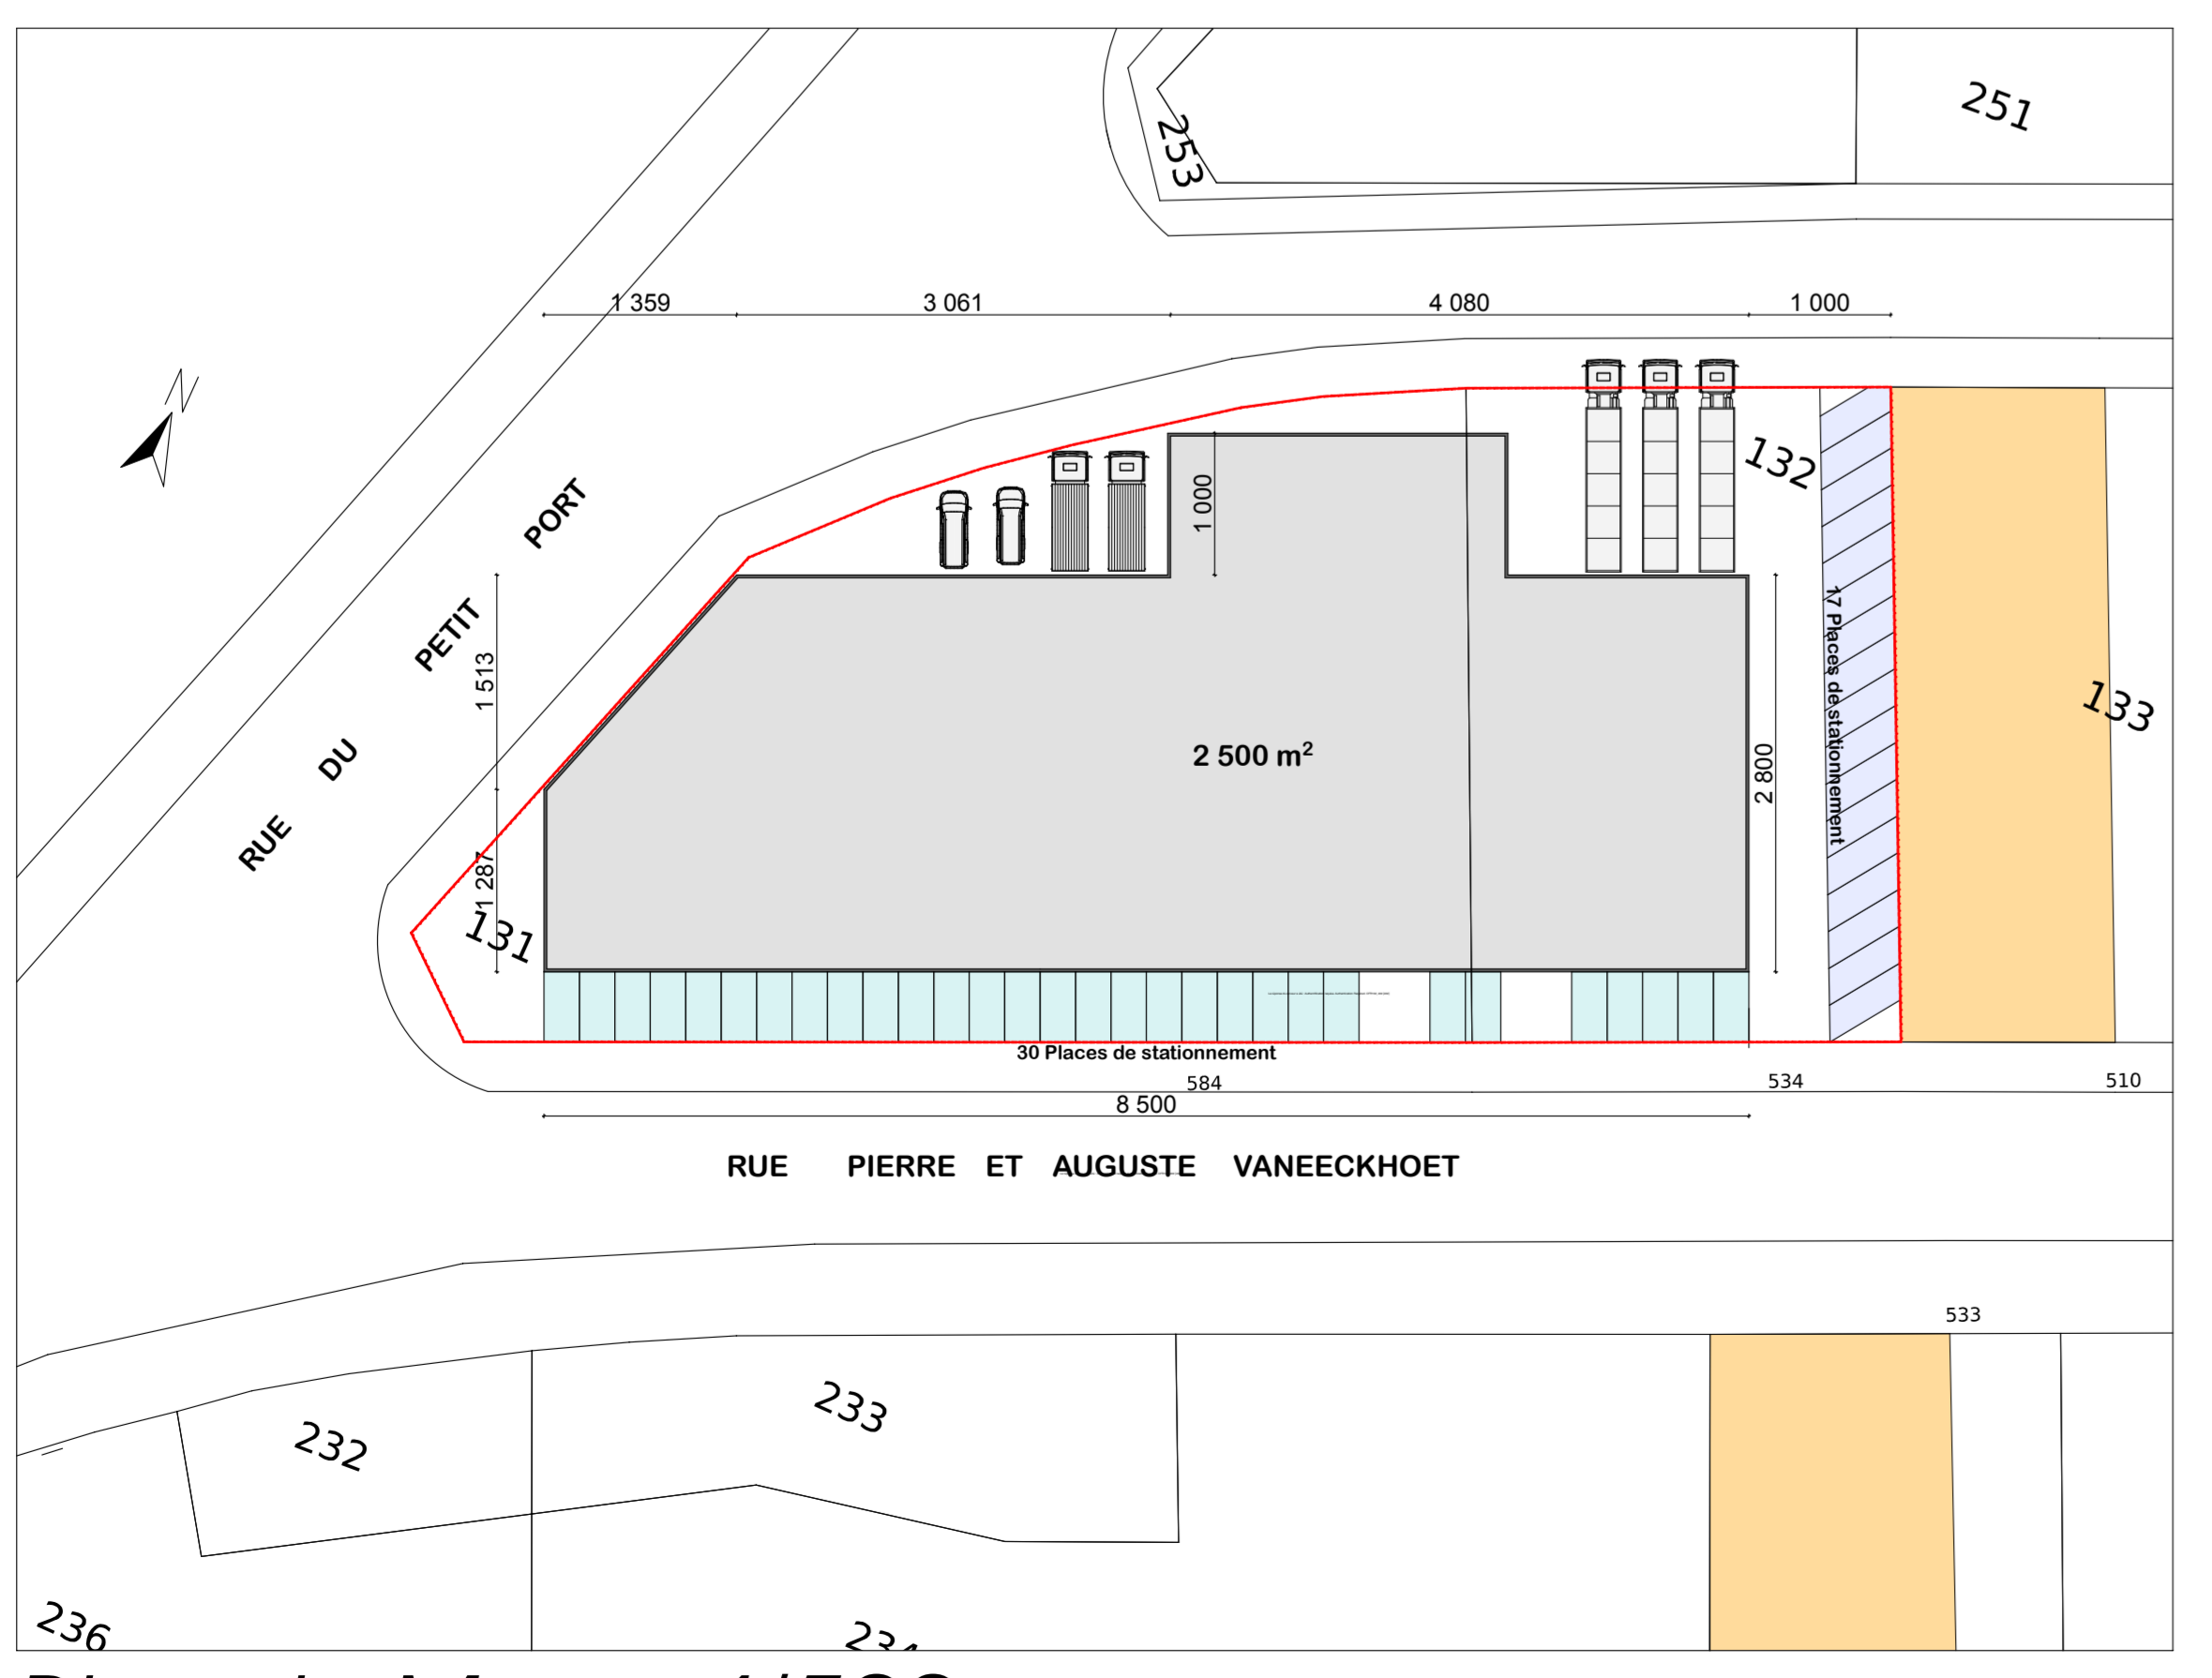 251
253
1 359
3 061
4 080
1 000
N
132
1 000
PORT
PETIT
DU
RUE
1 513
133
17 Places de stationnement
2 500 m²
2 800
1 287
131
30 Places de stationnement
584
534
510
8 500
RUE PIERRE ET AUGUSTE VANEECKHOET
533
233
232
236
234